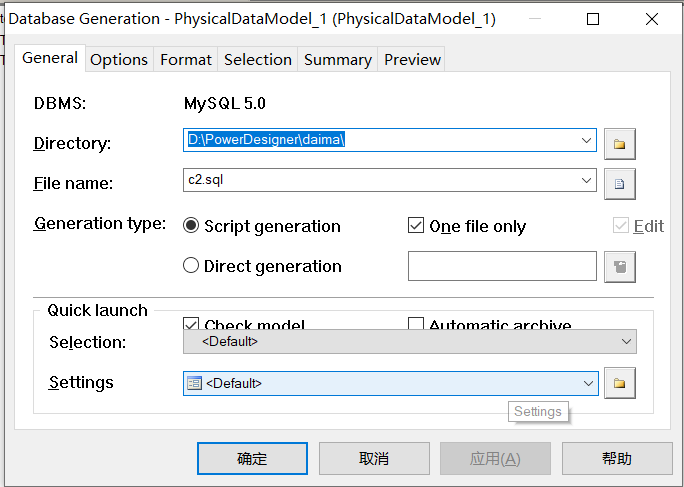 Database Generation - PhysicalDataModel_1 (PhysicalDataModel_1)
General Options Format Selection Summary Preview
DBMS: MySQL 5.0
Directory: D:\PowerDesigner\daima\
File name: c2.sql
Generation type: Script generation One file only Edit
Direct generation
Quick launch
Check model Automatic archive
Selection: <Default>
Settings <Default>
Settings
确定 取消 应用(A) 帮助